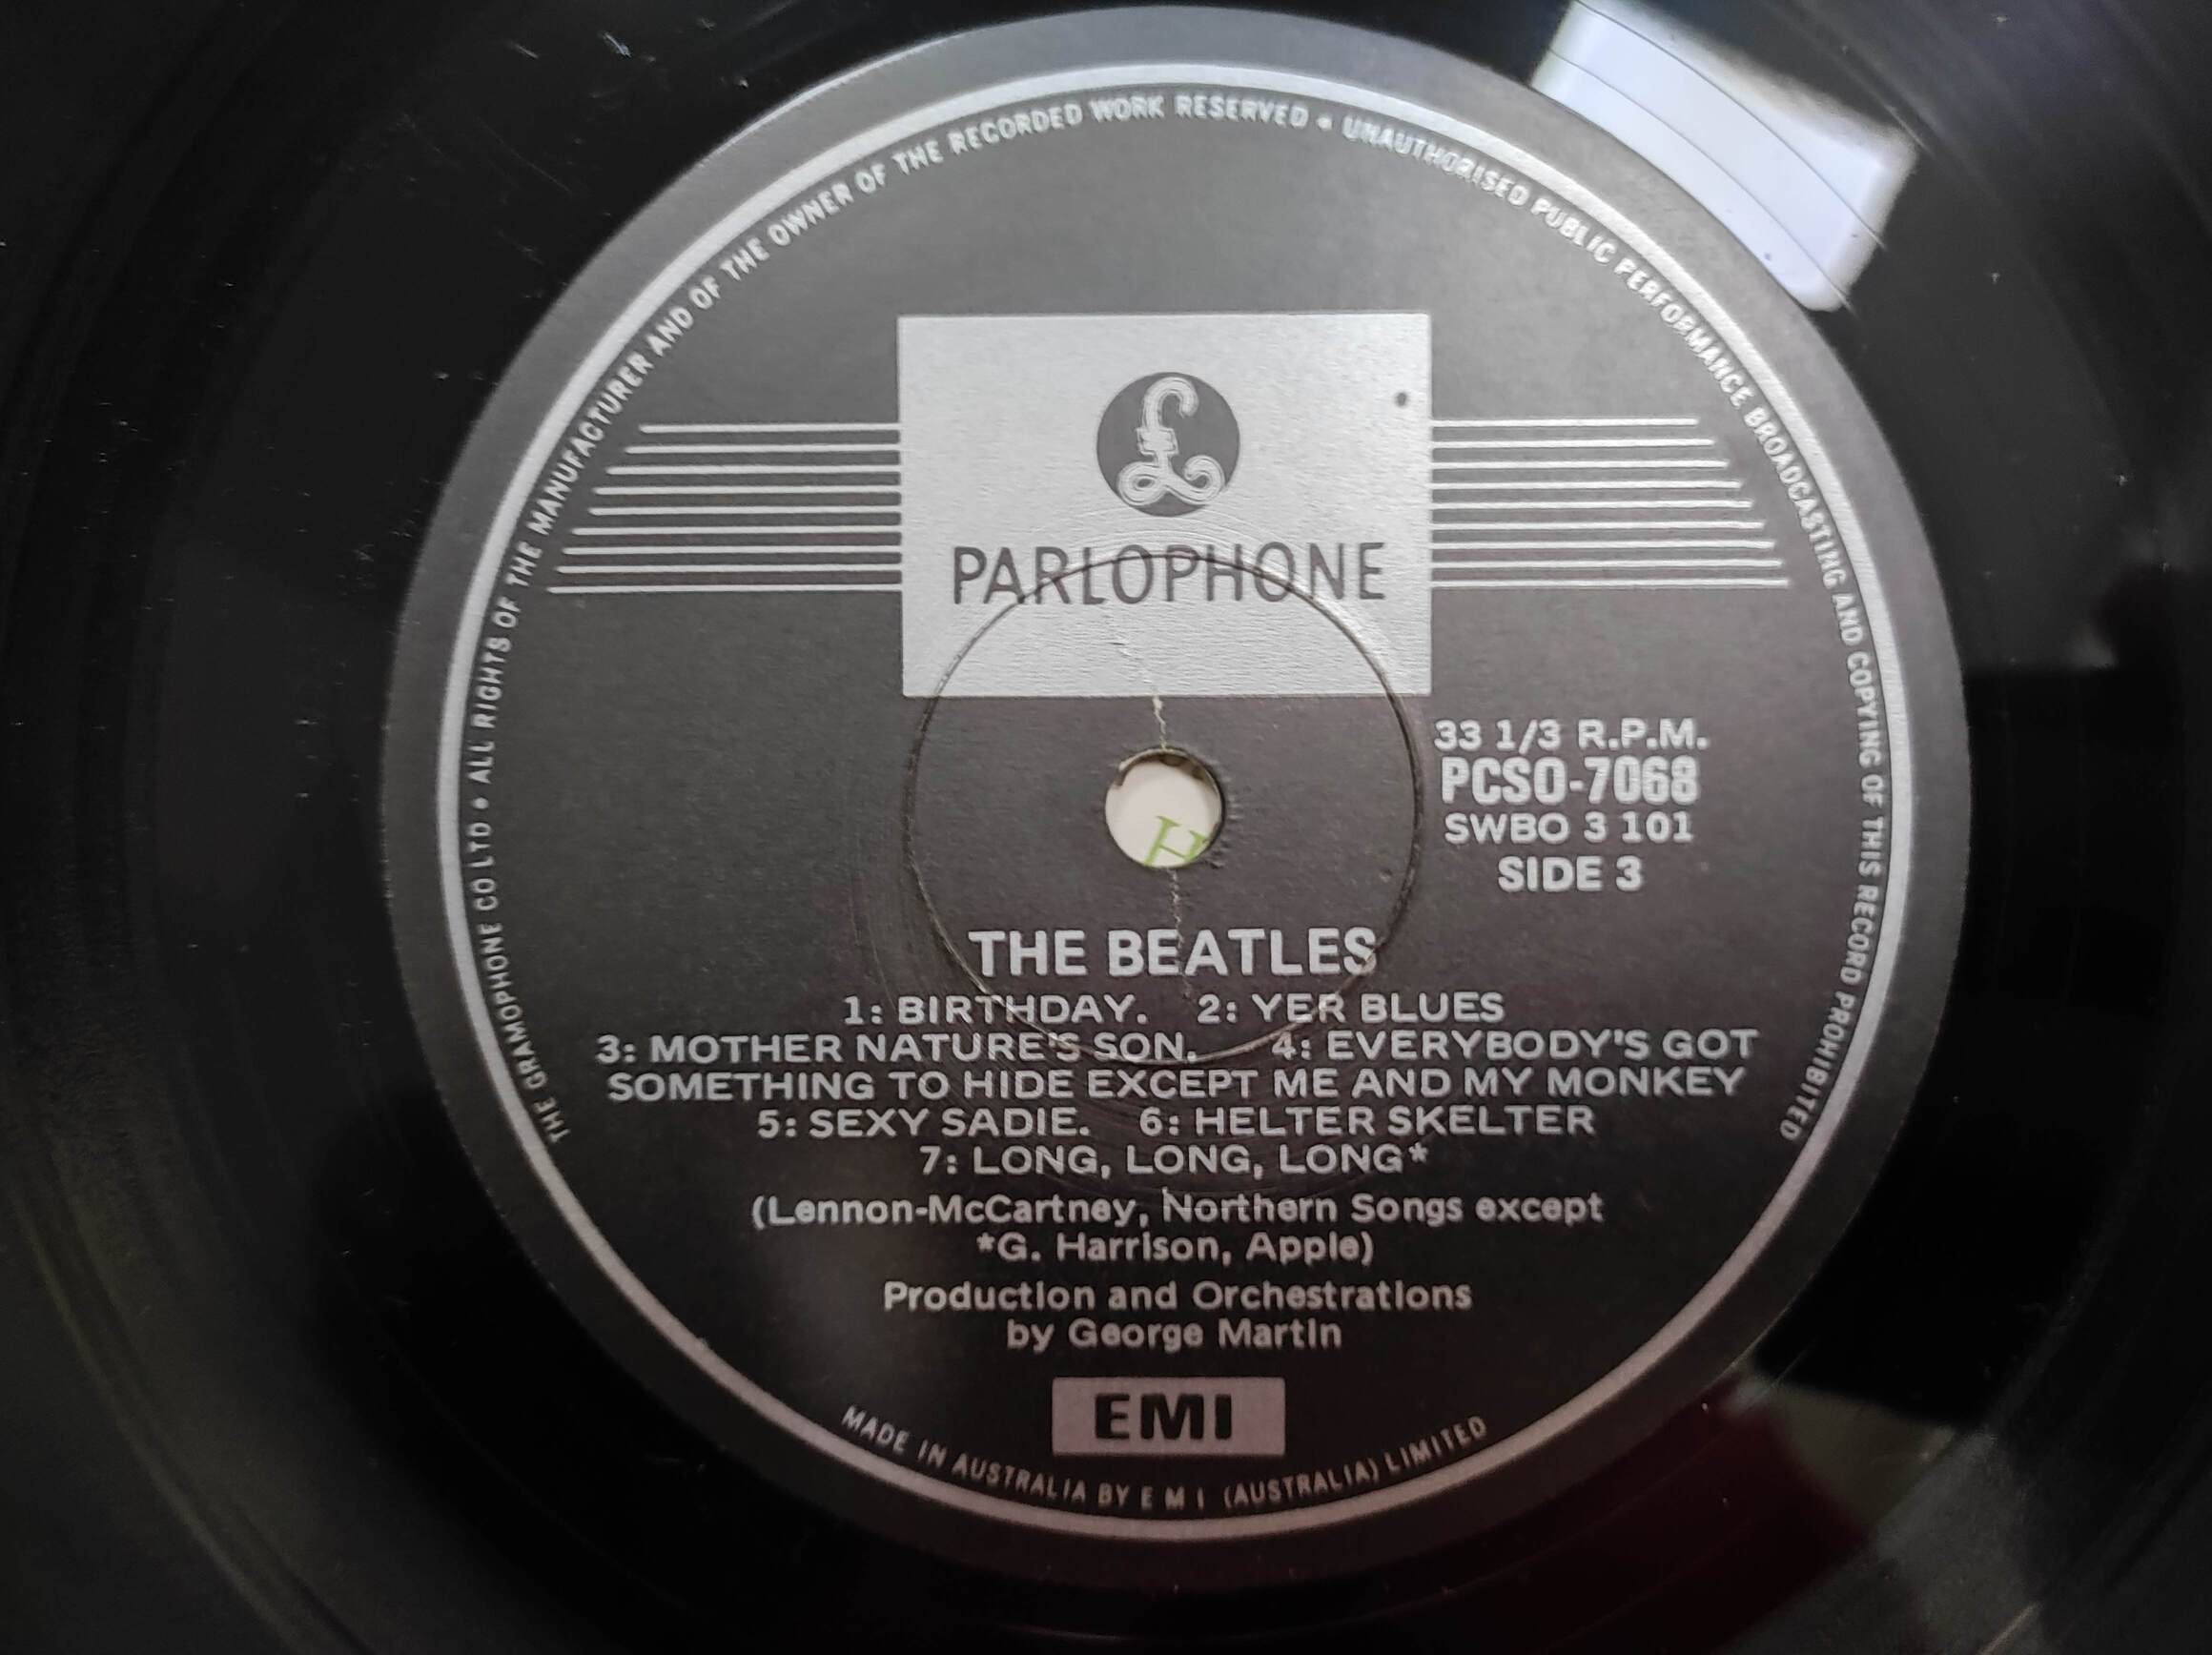 THE GRAMOPHONE CO LTD • ALL RIGHTS OF THE MANUFACTURER AND OF THE OWNER OF THE RECORDED WORK RESERVED • UNAUTHORISED PUBLIC PERFORMANCE BROADCASTING AND COPYING OF THIS RECORD PROHIBITED
£
PARLOPHONE
33 1/3 R.P.M.
PCSO-7068
SWBO 3 101
SIDE 3
H
THE BEATLES
1: BIRTHDAY. 2: YER BLUES
3: MOTHER NATURE'S SON. 4: EVERYBODY'S GOT
SOMETHING TO HIDE EXCEPT ME AND MY MONKEY
5: SEXY SADIE. 6: HELTER SKELTER
7: LONG, LONG, LONG*
(Lennon-McCartney, Northern Songs except
*G. Harrison, Apple)
Production and Orchestrations
by George Martin
EMI
MADE IN AUSTRALIA BY E M I (AUSTRALIA) LIMITED